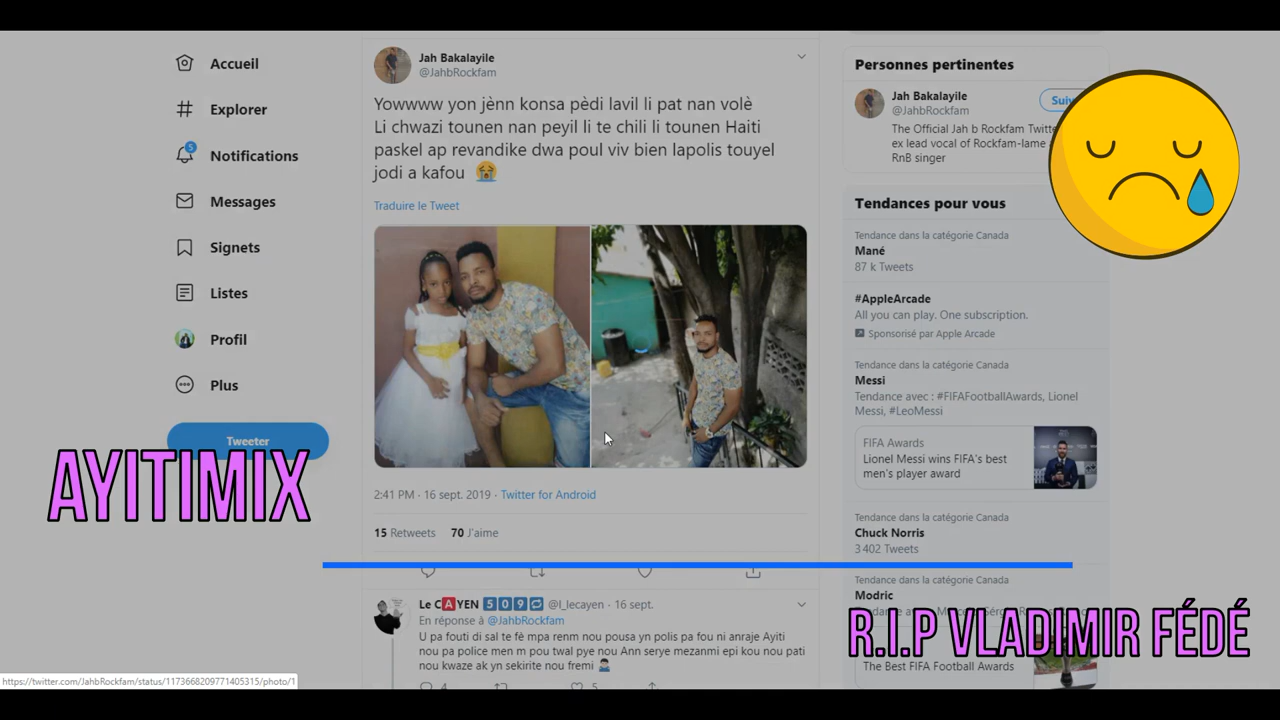 Accueil
Explorer
5
Notifications
Messages
Signets
Listes
Profil
Plus
Tweeter
Jah Bakalayile
@JahbRockfam
Yowwww yon jènn konsa pèdi lavil li pat nan volè
Li chwazi tounen nan peyil li te chili li tounen Haiti
paskel ap revandike dwa poul viv bien lapolis touyel
jodi a kafou
Traduire le Tweet
2:41 PM · 16 sept. 2019 · Twitter for Android
15 Retweets 70 J'aime
Le CAYEN 509 @l_lecayen · 16 sept.
En réponse à @JahbRockfam
U pa fouti di sal te fè mpa renm nou pousa yn polis pa fou ni anraje Ayiti
nou pa police men m pou twal pye nou Ann serye mezanmi epi kou nou pati
nou kwaze ak yn sekirite nou fremi
4
5
Personnes pertinentes
Jah Bakalayile
@JahbRockfam
The Official Jah b Rockfam
ex lead vocal of Rockfam-lame
RnB singer
Tendances pour vous
Tendance dans la catégorie Canada
Mané
87 k Tweets
#AppleArcade
All you can play. One subscription.
Sponsorisé par Apple Arcade
Tendance dans la catégorie Canada
Messi
Tendance avec : #FIFAFootballAwards, Lionel
Messi, #LeoMessi
FIFA Awards
Lionel Messi wins FIFA's best
men's player award
Tendance dans la catégorie Canada
Chuck Norris
3 402 Tweets
Tendance dans la catégorie Canada
Modric
The Best FIFA Football Awards
AYITIMIX
R.I.P VLADIMIR FÉDÉ
https://twitter.com/JahbRockfam/status/1173668209771405315/photo/1